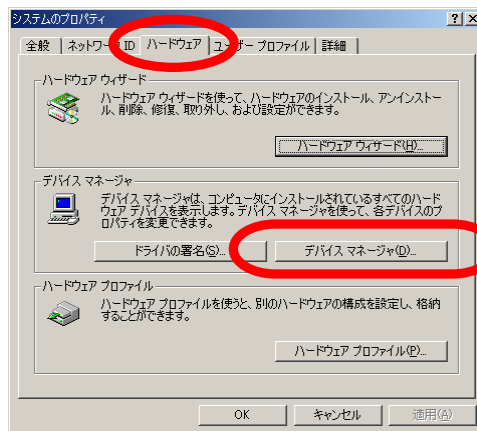 システムのプロパティ
全般 ネットワーク ID ハードウェア ユーザー プロファイル 詳細
ハードウェア ウィザード
ハードウェア ウィザードを使って、ハードウェアのインストール、アンインストー
ル、削除、修復、取り外し、および設定ができます。
ハードウェア ウィザード(H)...
デバイス マネージャ
デバイス マネージャは、コンピュータにインストールされているすべてのハード
ウェア デバイスを表示します。デバイス マネージャを使って、各デバイスのプ
ロパティを変更できます。
ドライバの署名(S)...
デバイス マネージャ(D)...
ハードウェア プロファイル
ハードウェア プロファイルを使うと、別のハードウェアの構成を設定し、格納
することができます。
ハードウェア プロファイル(P)...
OK キャンセル 適用(A)